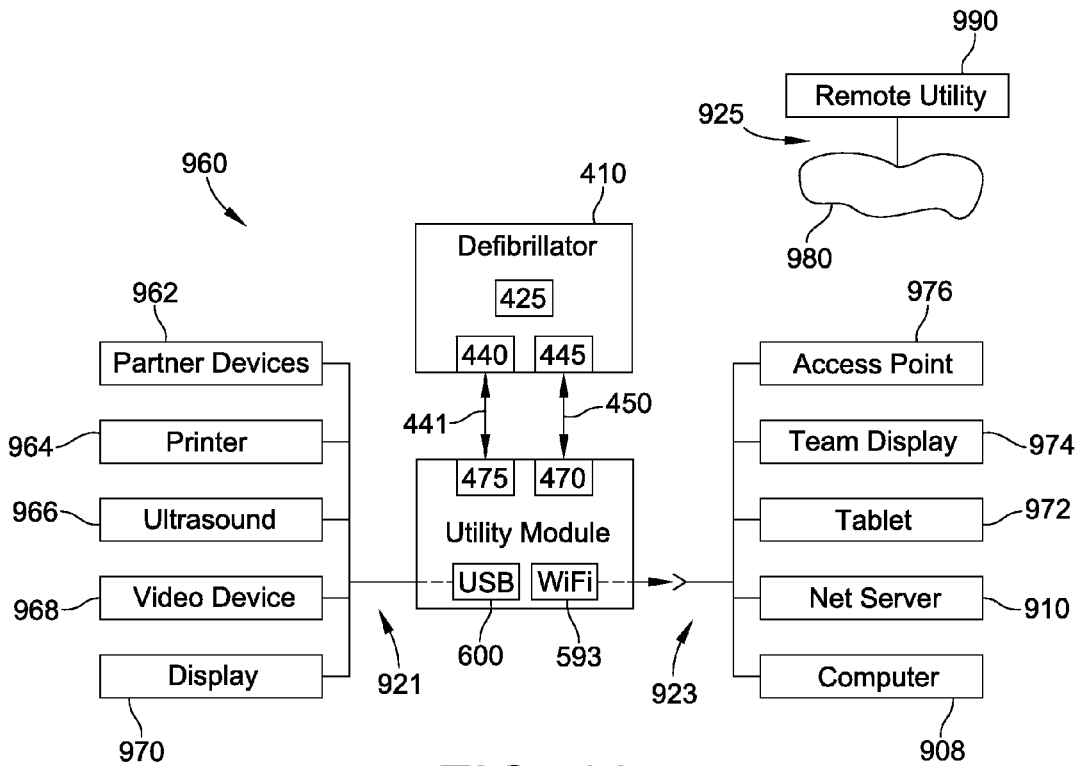 990
Remote Utility
925
980
960
410
Defibrillator
425
440 445
441 450
475 470
Utility Module
USB WiFi
600 593
921 923
962
Partner Devices
964 Printer
966 Ultrasound
968 Video Device
Display
970
976
Access Point
Team Display 974
Tablet 972
Net Server 910
Computer
908